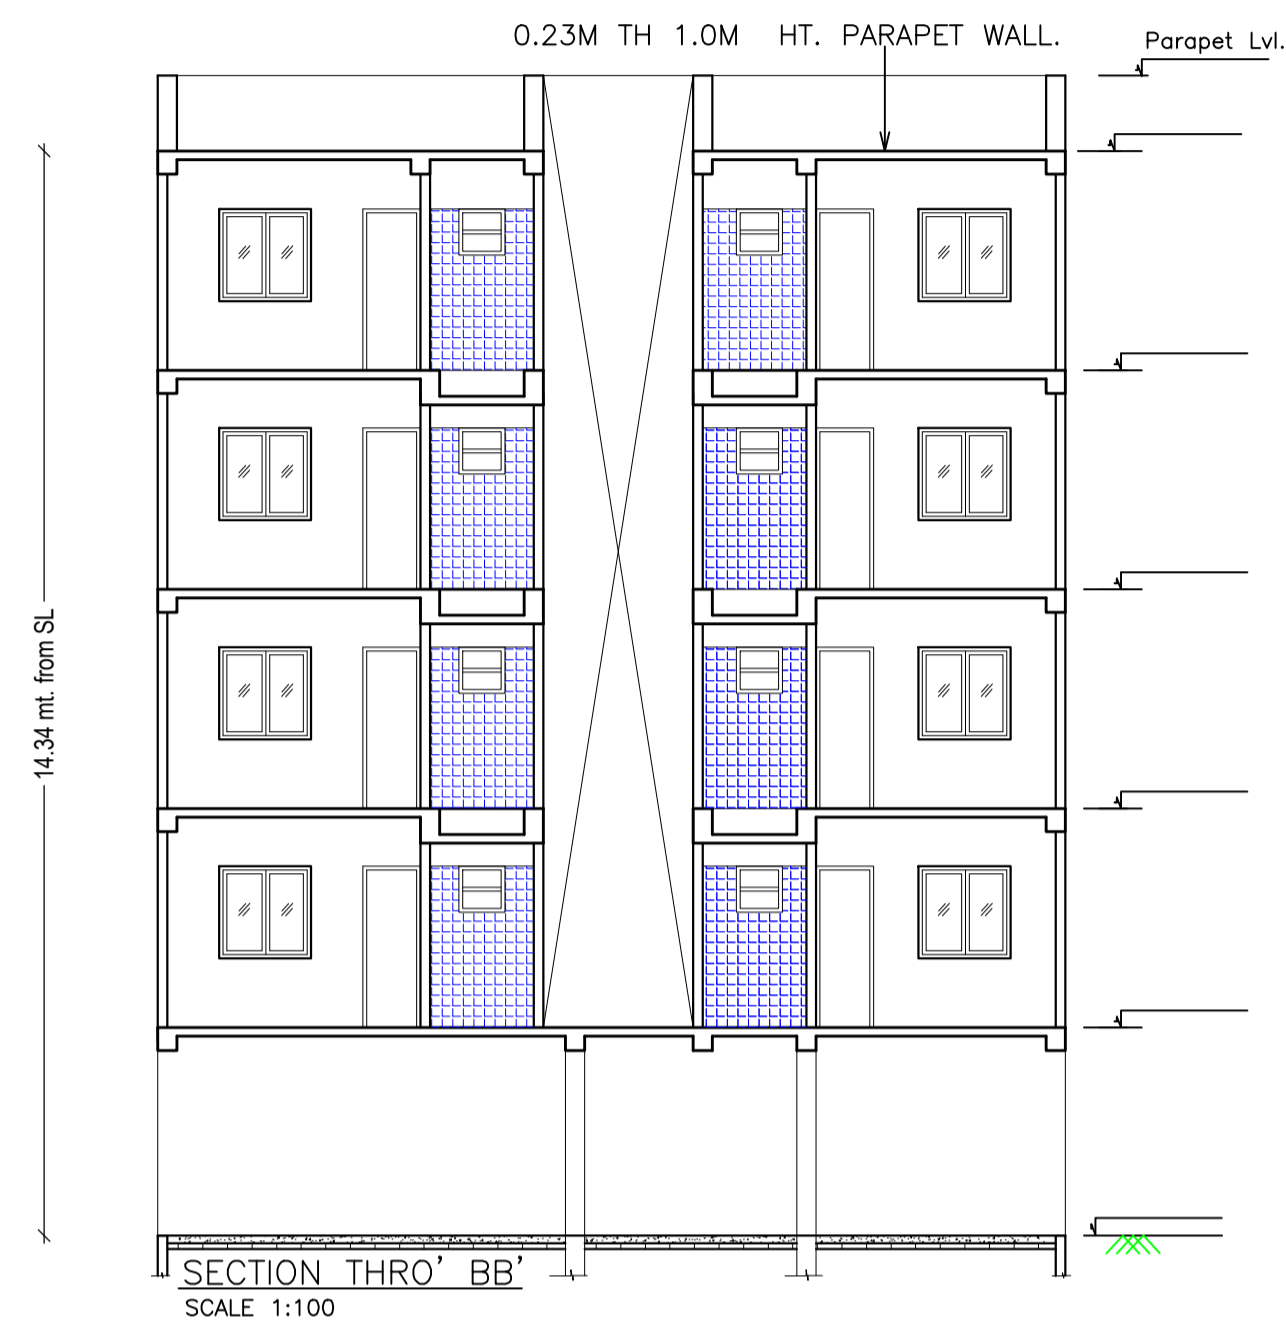 0.23M TH 1.0M HT. PARAPET WALL.
Parapet Lvl.
14.34 mt. from SL
SECTION THRO' BB'
SCALE 1:100